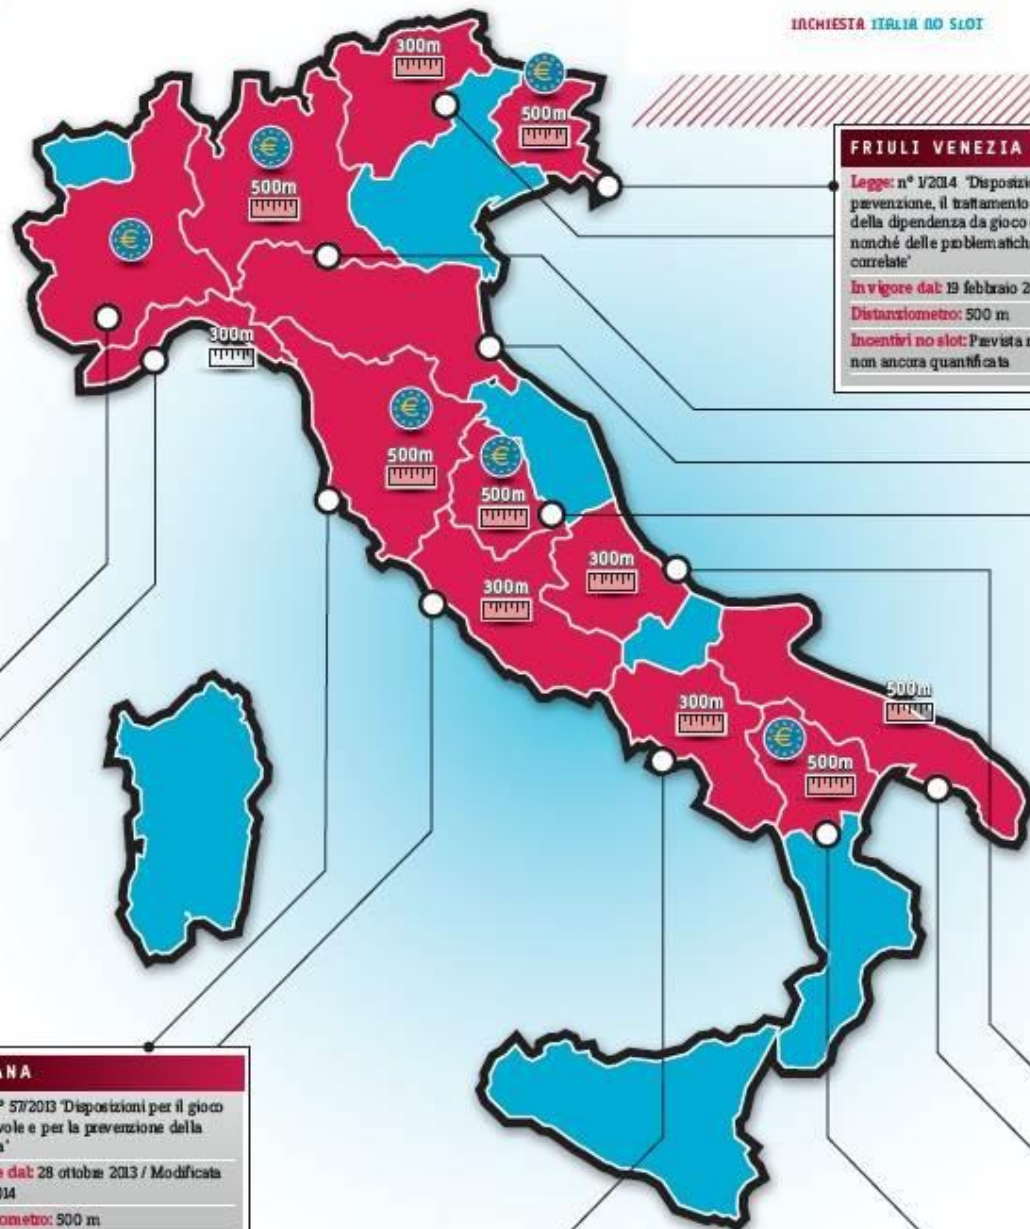 INCHIESTA ITALIA NO SLOT
300m
500m
500m
FRIULI VENEZIA
Legge: n° 1/2014 "Disposizi
prevenzione, il trattamento
della dipendenza da gioco
nonché delle problematich
correlate"
In vigore dal: 19 febbraio 2
Distanziometro: 500 m
Incentivi no slot: Prevista
non ancora quantificata
300m
500m
500m
300m
300m
300m
500m
500m
ANA
° 57/2013 "Disposizioni per il gioco
vole e per la prevenzione della
a"
e dal: 28 ottobre 2013 / Modificata
014
ometro: 500 m